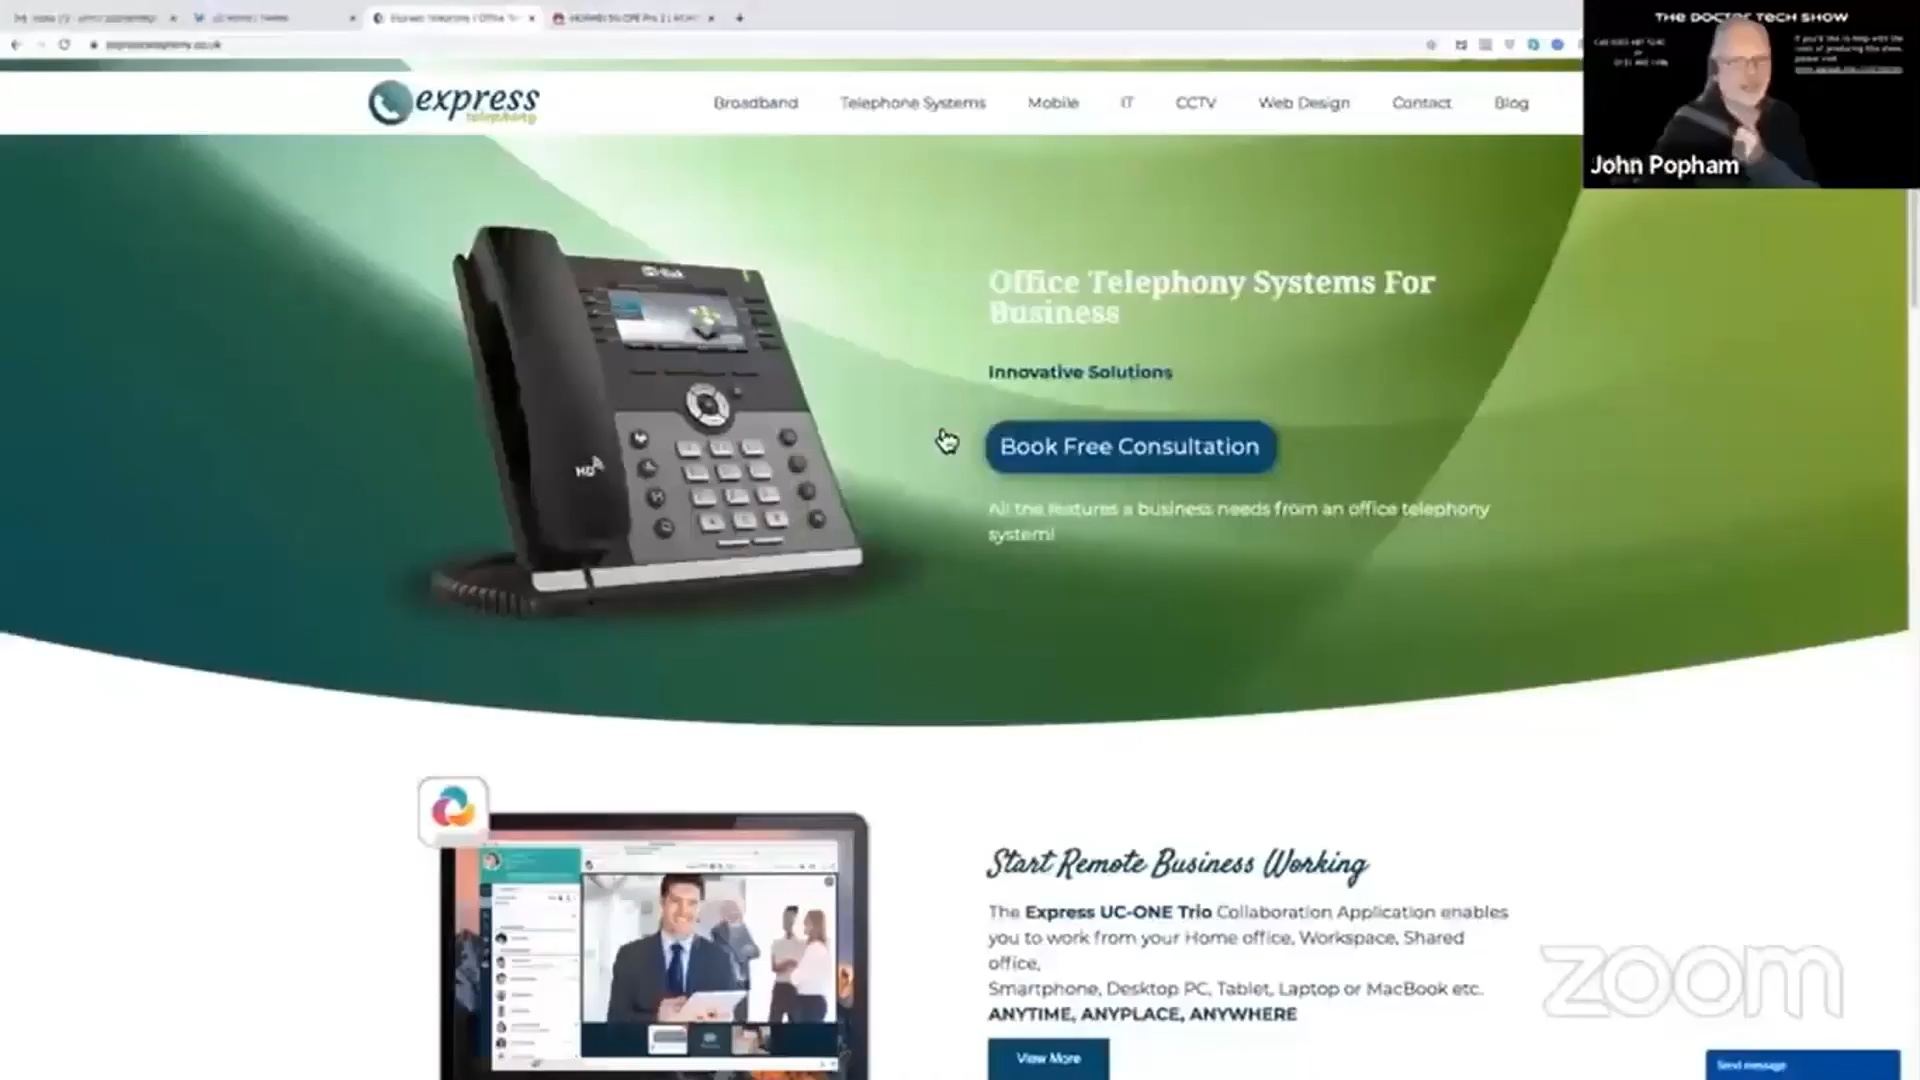 THE DOCTOR TECH SHOW
John Popham
express
telephony
Broadband Telephone Systems Mobile IT CCTV Web Design Contact Blog
Office Telephony Systems For
Business
Innovative Solutions
Book Free Consultation
All the features a business needs from an office telephony
system!
HD
Start Remote Business Working
The Express UC-ONE Trio Collaboration Application enables
you to work from your Home office, Workspace, Shared
office,
Smartphone, Desktop PC, Tablet, Laptop or MacBook etc.
ANYTIME, ANYPLACE, ANYWHERE
View More
zoom
Send message